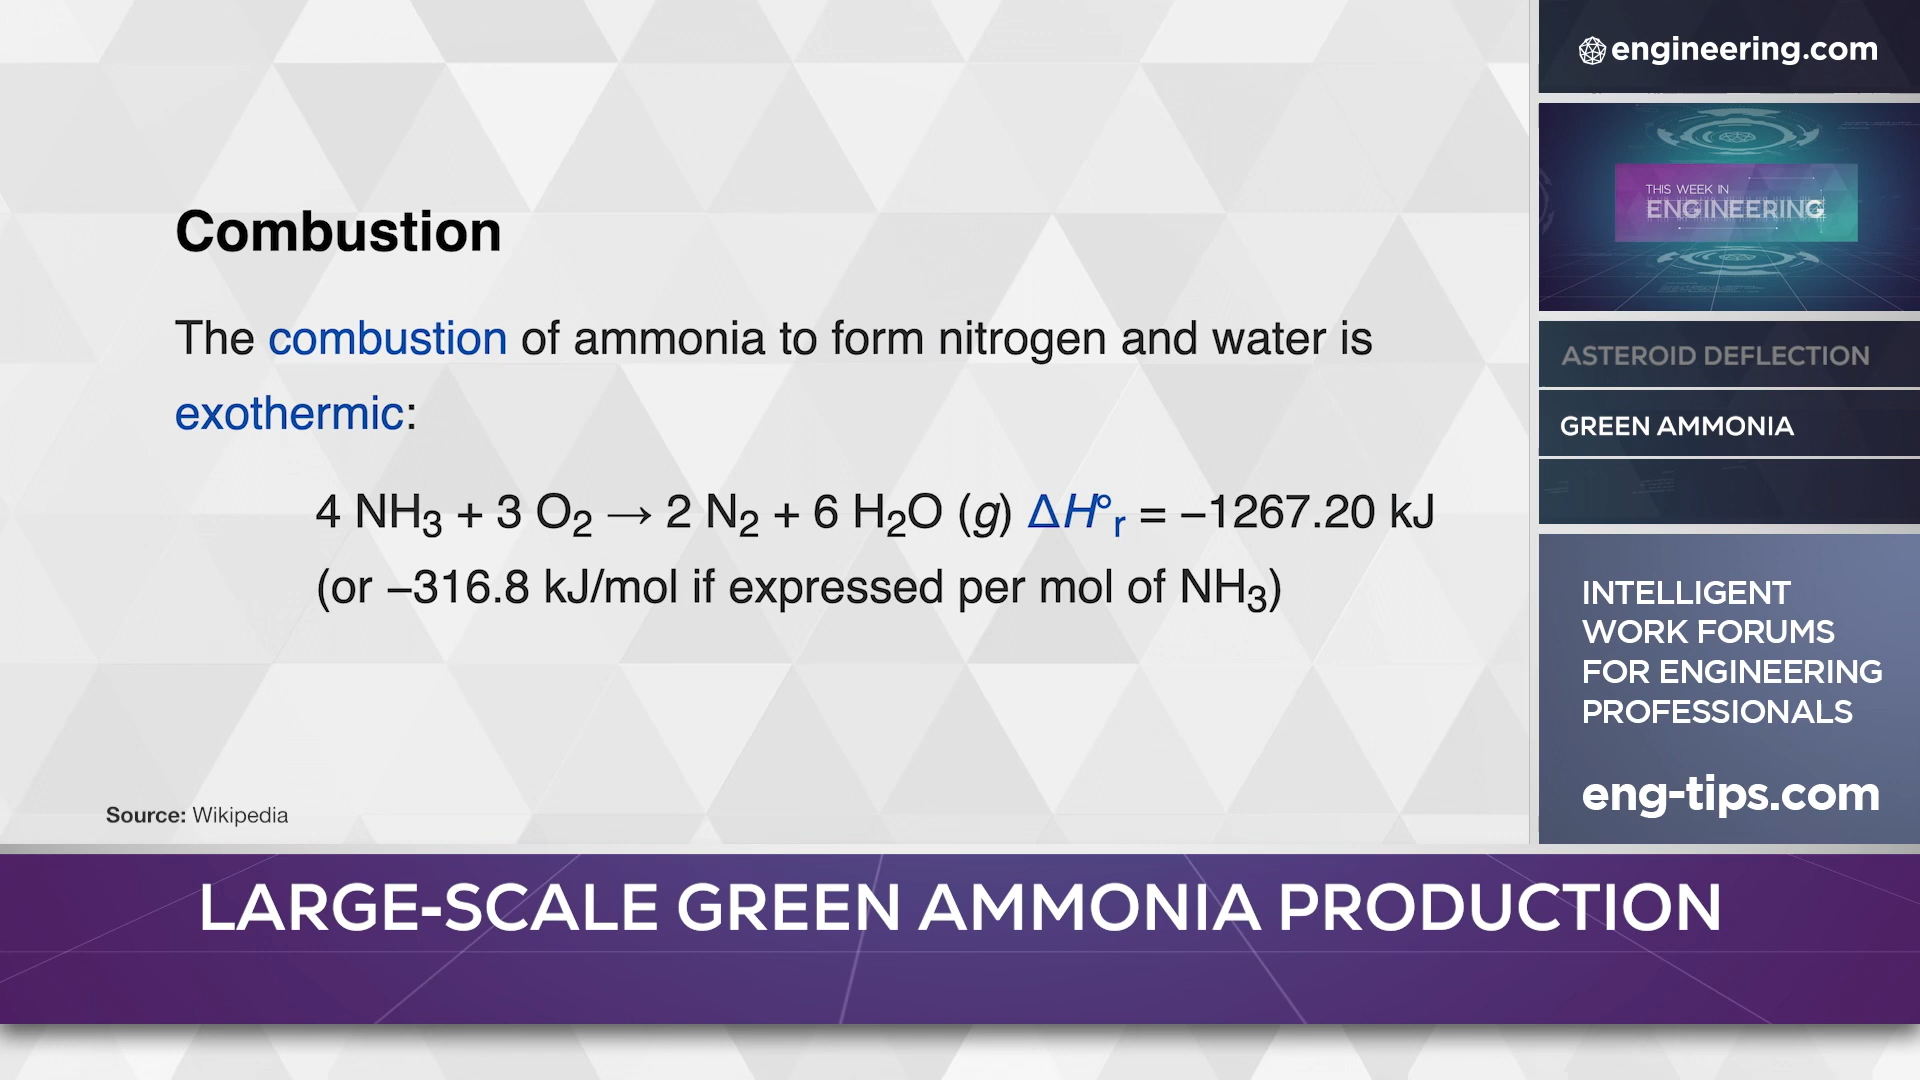 Combustion
The combustion of ammonia to form nitrogen and water is
exothermic:
4 NH₃ + 3 O₂ → 2 N₂ + 6 H₂O (g) ΔH°ᵣ = −1267.20 kJ
(or −316.8 kJ/mol if expressed per mol of NH₃)
Source: Wikipedia
LARGE-SCALE GREEN AMMONIA PRODUCTION
engineering.com
THIS WEEK IN
ENGINEERING
ASTEROID DEFLECTION
GREEN AMMONIA
INTELLIGENT
WORK FORUMS
FOR ENGINEERING
PROFESSIONALS
eng-tips.com